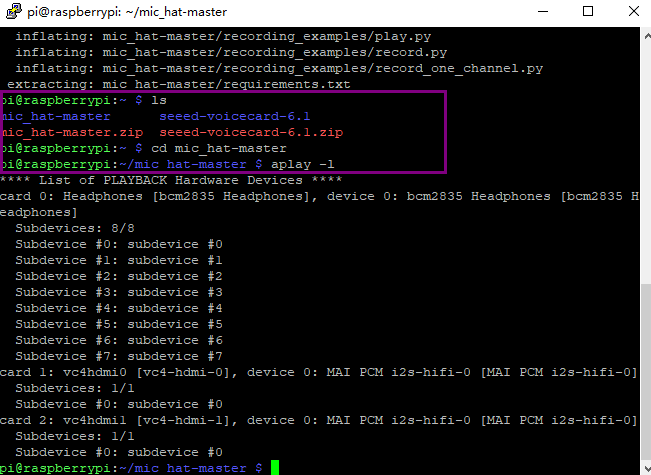 pi@raspberrypi: ~/mic_hat-master
inflating: mic_hat-master/recording_examples/play.py
inflating: mic_hat-master/recording_examples/record.py
inflating: mic_hat-master/recording_examples/record_one_channel.py
extracting: mic_hat-master/requirements.txt
pi@raspberrypi:~ $ ls
mic_hat-master seeed-voicecard-6.1
mic_hat-master.zip seeed-voicecard-6.1.zip
pi@raspberrypi:~ $ cd mic_hat-master
pi@raspberrypi:~/mic_hat-master $ aplay -l
**** List of PLAYBACK Hardware Devices ****
card 0: Headphones [bcm2835 Headphones], device 0: bcm2835 Headphones [bcm2835 H
eadphones]
Subdevices: 8/8
Subdevice #0: subdevice #0
Subdevice #1: subdevice #1
Subdevice #2: subdevice #2
Subdevice #3: subdevice #3
Subdevice #4: subdevice #4
Subdevice #5: subdevice #5
Subdevice #6: subdevice #6
Subdevice #7: subdevice #7
card 1: vc4hdmi0 [vc4-hdmi-0], device 0: MAI PCM i2s-hifi-0 [MAI PCM i2s-hifi-0]
Subdevices: 1/1
Subdevice #0: subdevice #0
card 2: vc4hdmi1 [vc4-hdmi-1], device 0: MAI PCM i2s-hifi-0 [MAI PCM i2s-hifi-0]
Subdevices: 1/1
Subdevice #0: subdevice #0
pi@raspberrypi:~/mic_hat-master $